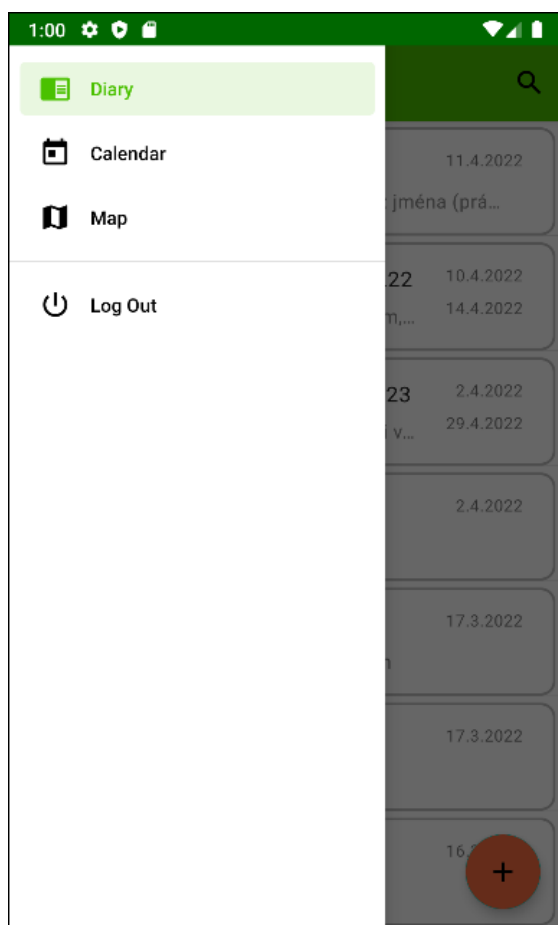 1:00
Diary
Calendar
Map
Log Out
11.4.2022
jména (prá…
22 10.4.2022
m,… 14.4.2022
23 2.4.2022
i v… 29.4.2022
2.4.2022
17.3.2022
17.3.2022
16.